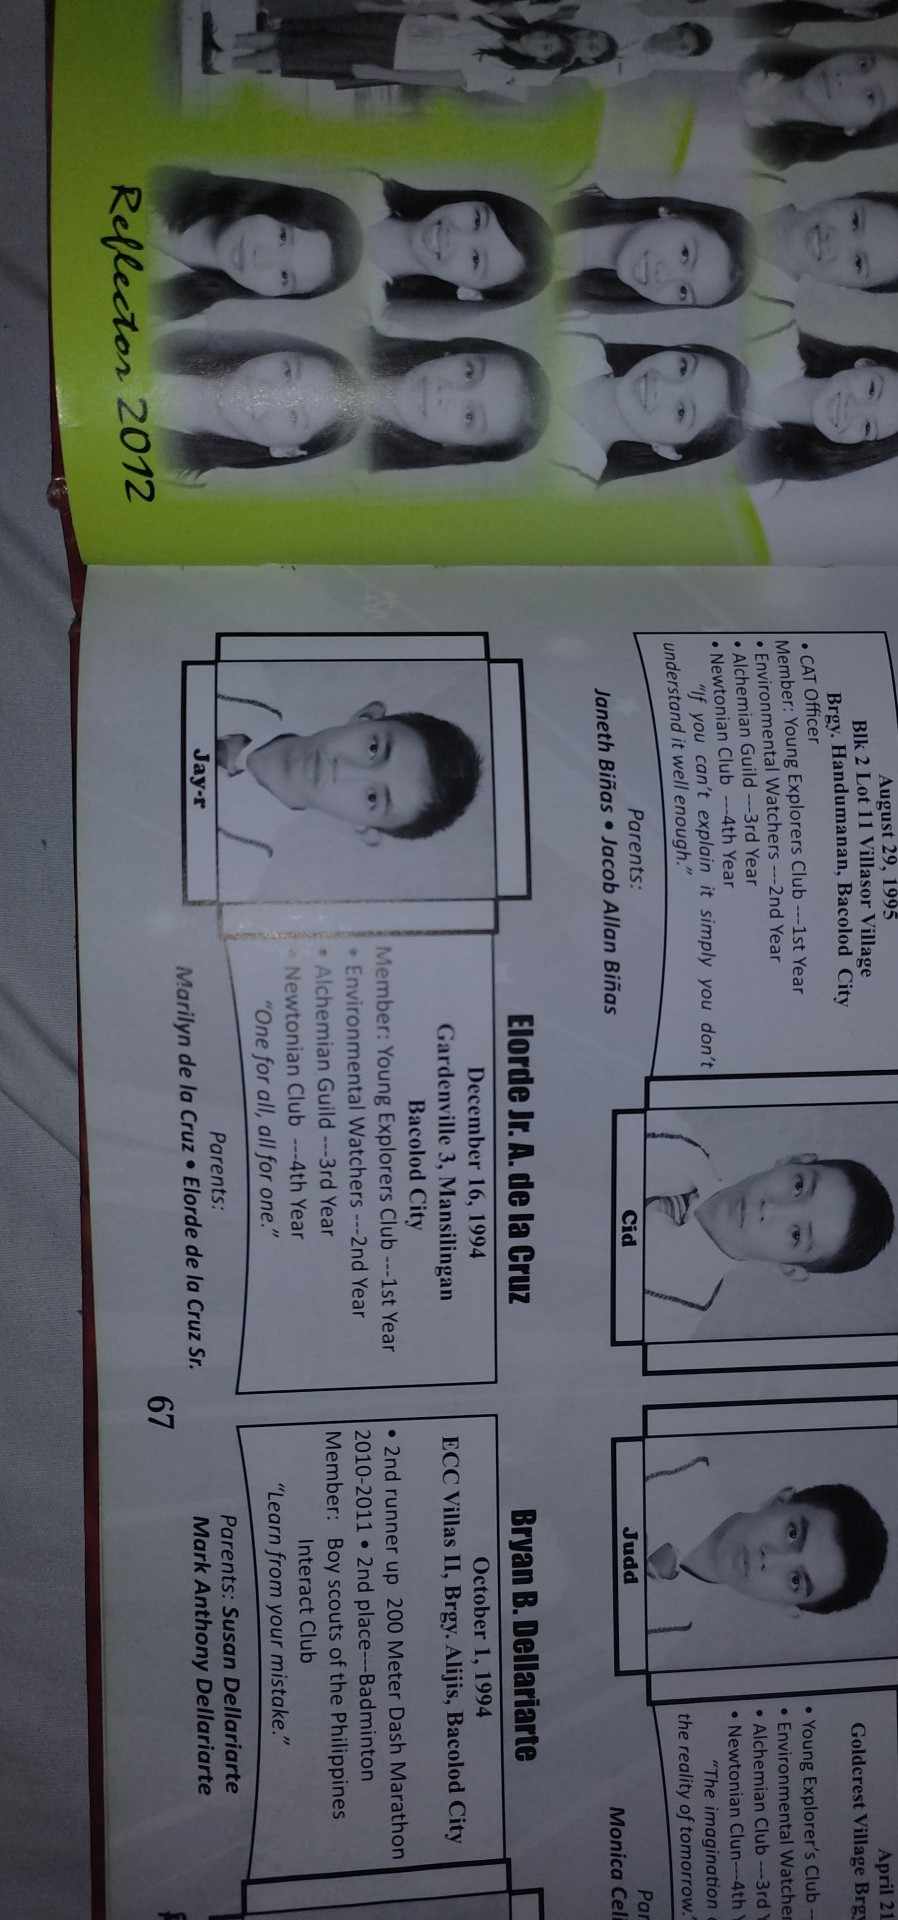 Reflector 2012
August 29, 1995
Blk 2 Lot 11 Villasor Village
Brgy. Handumanan, Bacolod City
• CAT Officer
Member: Young Explorers Club ---1st Year
• Environmental Watchers ---2nd Year
• Alchemian Guild ---3rd Year
• Newtonian Club ---4th Year
"If you can't explain it simply you don't
understand it well enough."
Parents:
Janeth Biñas • Jacob Allan Biñas
Cid
Judd
April 21
Goldcrest Village Brgy
• Young Explorer's Club
• Environmental Watche
• Alchemian Club ---3rd
• Newtonian Clun---4th
"The imagination
the reality of tomorrow."
Par
Monica Cel
Jay-r
Elorde Jr. A. de la Cruz
December 16, 1994
Gardenville 3, Mansilingan
Bacolod City
Member: Young Explorers Club ---1st Year
• Environmental Watchers ---2nd Year
• Alchemian Guild ---3rd Year
• Newtonian Club ---4th Year
"One for all, all for one."
Parents:
Marilyn de la Cruz • Elorde de la Cruz Sr.
Bryan B. Dellariarte
October 1, 1994
ECC Villas II, Brgy. Alijis, Bacolod City
• 2nd runner up 200 Meter Dash Marathon
2010-2011 • 2nd place---Badminton
Member: Boy scouts of the Philippines
Interact Club
"Learn from your mistake."
Parents: Susan Dellariarte
Mark Anthony Dellariarte
67